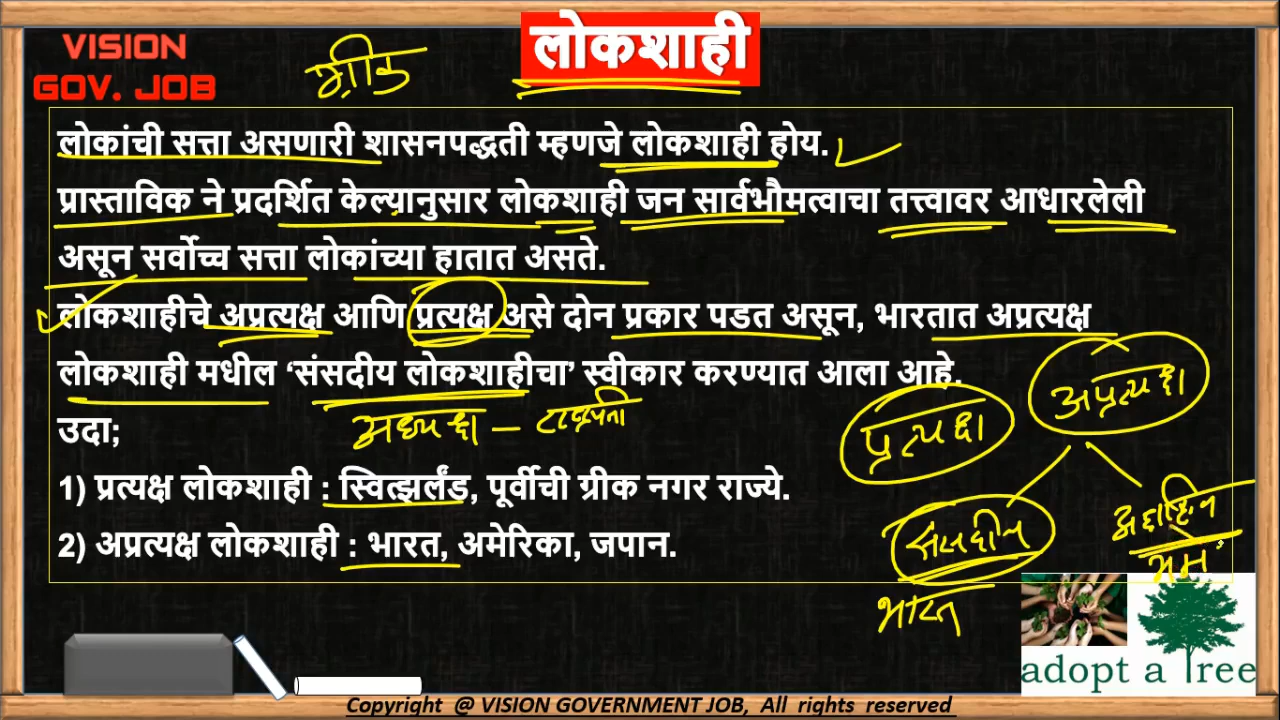 लोकशाही
VISION
GOV. JOB
ग्रीक
लोकांची सत्ता असणारी शासनपद्धती म्हणजे लोकशाही होय.
प्रास्ताविक ने प्रदर्शित केल्यानुसार लोकशाही जन सार्वभौमत्वाचा तत्त्वावर आधारलेली
असून सर्वोच्च सत्ता लोकांच्या हातात असते.
लोकशाहीचे अप्रत्यक्ष आणि प्रत्यक्ष असे दोन प्रकार पडत असून, भारतात अप्रत्यक्ष
लोकशाही मधील ‘संसदीय लोकशाहीचा’ स्वीकार करण्यात आला आहे.
अप्रत्यक्ष
उदा;
अध्यक्ष –
प्रत्यक्ष
1) प्रत्यक्ष लोकशाही : स्वित्झर्लंड, पूर्वीची ग्रीक नगर राज्ये.
2) अप्रत्यक्ष लोकशाही : भारत, अमेरिका, जपान.
संसदीय
भारत
adopt a Tree
Copyright @ VISION GOVERNMENT JOB, All rights reserved